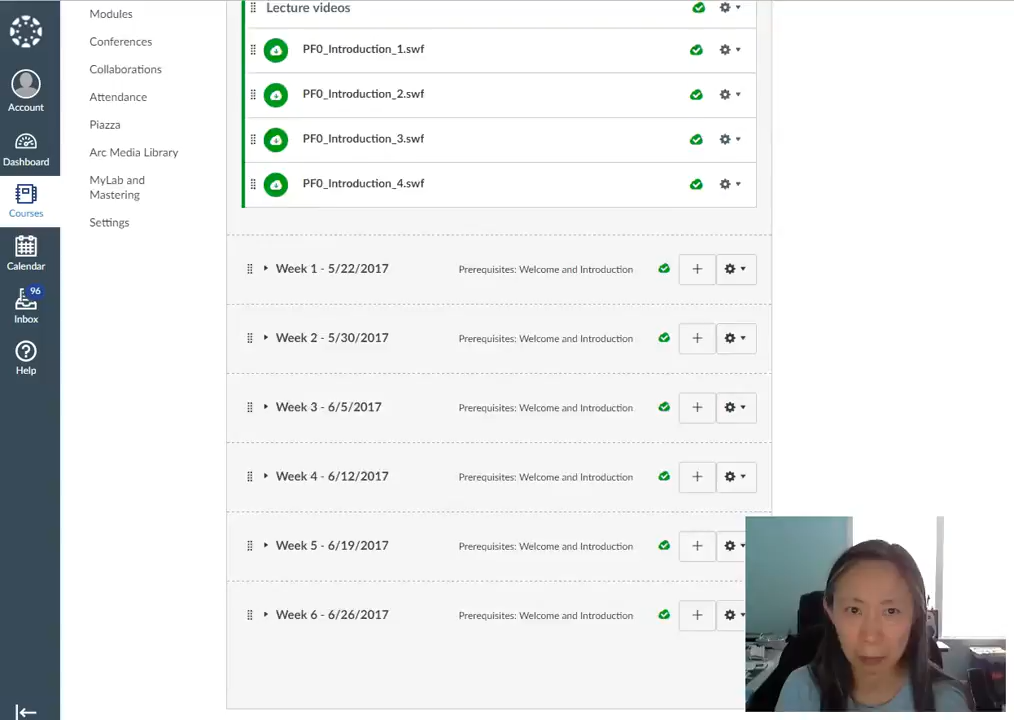 Account
Dashboard
Courses
Calendar
96
Inbox
Help
Modules
Conferences
Collaborations
Attendance
Piazza
Arc Media Library
MyLab and
Mastering
Settings
Lecture videos
PF0_Introduction_1.swf
PF0_Introduction_2.swf
PF0_Introduction_3.swf
PF0_Introduction_4.swf
Week 1 - 5/22/2017 Prerequisites: Welcome and Introduction
Week 2 - 5/30/2017 Prerequisites: Welcome and Introduction
Week 3 - 6/5/2017 Prerequisites: Welcome and Introduction
Week 4 - 6/12/2017 Prerequisites: Welcome and Introduction
Week 5 - 6/19/2017 Prerequisites: Welcome and Introduction
Week 6 - 6/26/2017 Prerequisites: Welcome and Introduction